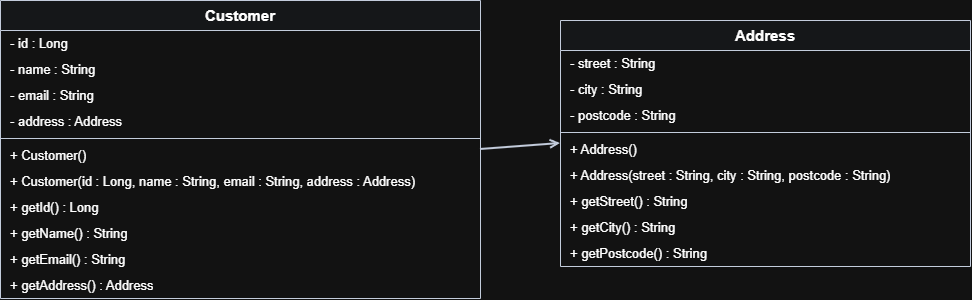 Customer
- id : Long
- name : String
- email : String
- address : Address
+ Customer()
+ Customer(id : Long, name : String, email : String, address : Address)
+ getId() : Long
+ getName() : String
+ getEmail() : String
+ getAddress() : Address
Address
- street : String
- city : String
- postcode : String
+ Address()
+ Address(street : String, city : String, postcode : String)
+ getStreet() : String
+ getCity() : String
+ getPostcode() : String